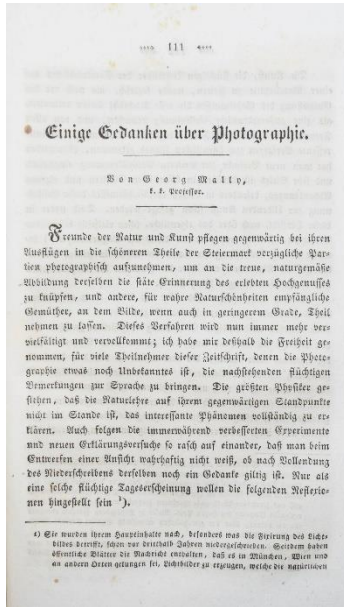 111
Einige Gedanken über Photographie.
Von Georg Mally,
k. k. Professor.
Freunde der Natur und Kunst pflegen gegenwärtig bei ihren
Ausflügen in die schöneren Theile der Steiermark vorzügliche Par-
tien photographisch aufzunehmen, um an die treue, naturgemäße
Abbildung derselben die stäte Erinnerung des erlebten Hochgenusses
zu knüpfen, und andere, für wahre Naturschönheiten empfängliche
Gemüther, an dem Bilde, wenn auch in geringerem Grade, Theil
nehmen zu lassen. Dieses Verfahren wird nun immer mehr ver-
vielfältigt und vervollkommt; ich habe mir deßhalb die Freiheit ge-
nommen, für viele Theilnehmer dieser Zeitschrift, denen die Photo-
graphie etwas noch Unbekanntes ist, die nachstehenden flüchtigen
Bemerkungen zur Sprache zu bringen. Die größten Physiker ge-
stehen, daß die Naturlehre auf ihrem gegenwärtigen Standpunkte
nicht im Stande ist, das interessante Phänomen vollständig zu er-
klären. Auch folgen die immerwährend verbesserten Experimente
und neuen Erklärungsversuche so rasch auf einander, daß man beim
Entwerfen einer Ansicht wahrhaftig nicht weiß, ob nach Vollendung
des Niederschreibens derselben noch ein Gedanke giltig ist. Nur als
eine solche flüchtige Tageserscheinung wollen die folgenden Reflexio-
nen hingestellt sein ¹).
1) Sie wurden ihrem Hauptinhalte nach, besonders was die Fixirung des Licht-
bildes betrifft, schon vor dritthalb Jahren niedergeschrieben. Seitdem haben
öffentliche Blätter die Nachricht enthalten, daß es in München, Wien und
an andern Orten gelungen sei, Lichtbilder zu erzeugen, welche die natürlichen